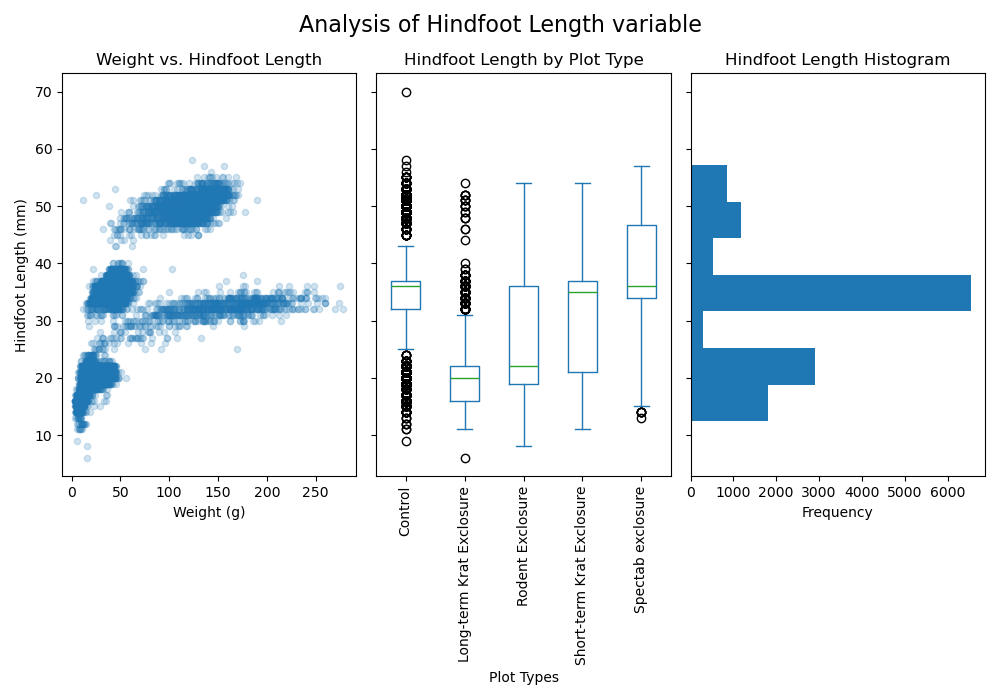 Analysis of Hindfoot Length variable
Weight vs. Hindfoot Length
Hindfoot Length (mm)
70
60
50
40
30
20
10
0 50 100 150 200 250
Weight (g)
Hindfoot Length by Plot Type
Control
Long-term Krat Exclosure
Rodent Exclosure
Short-term Krat Exclosure
Spectab exclosure
Plot Types
Hindfoot Length Histogram
0 1000 2000 3000 4000 5000 6000
Frequency